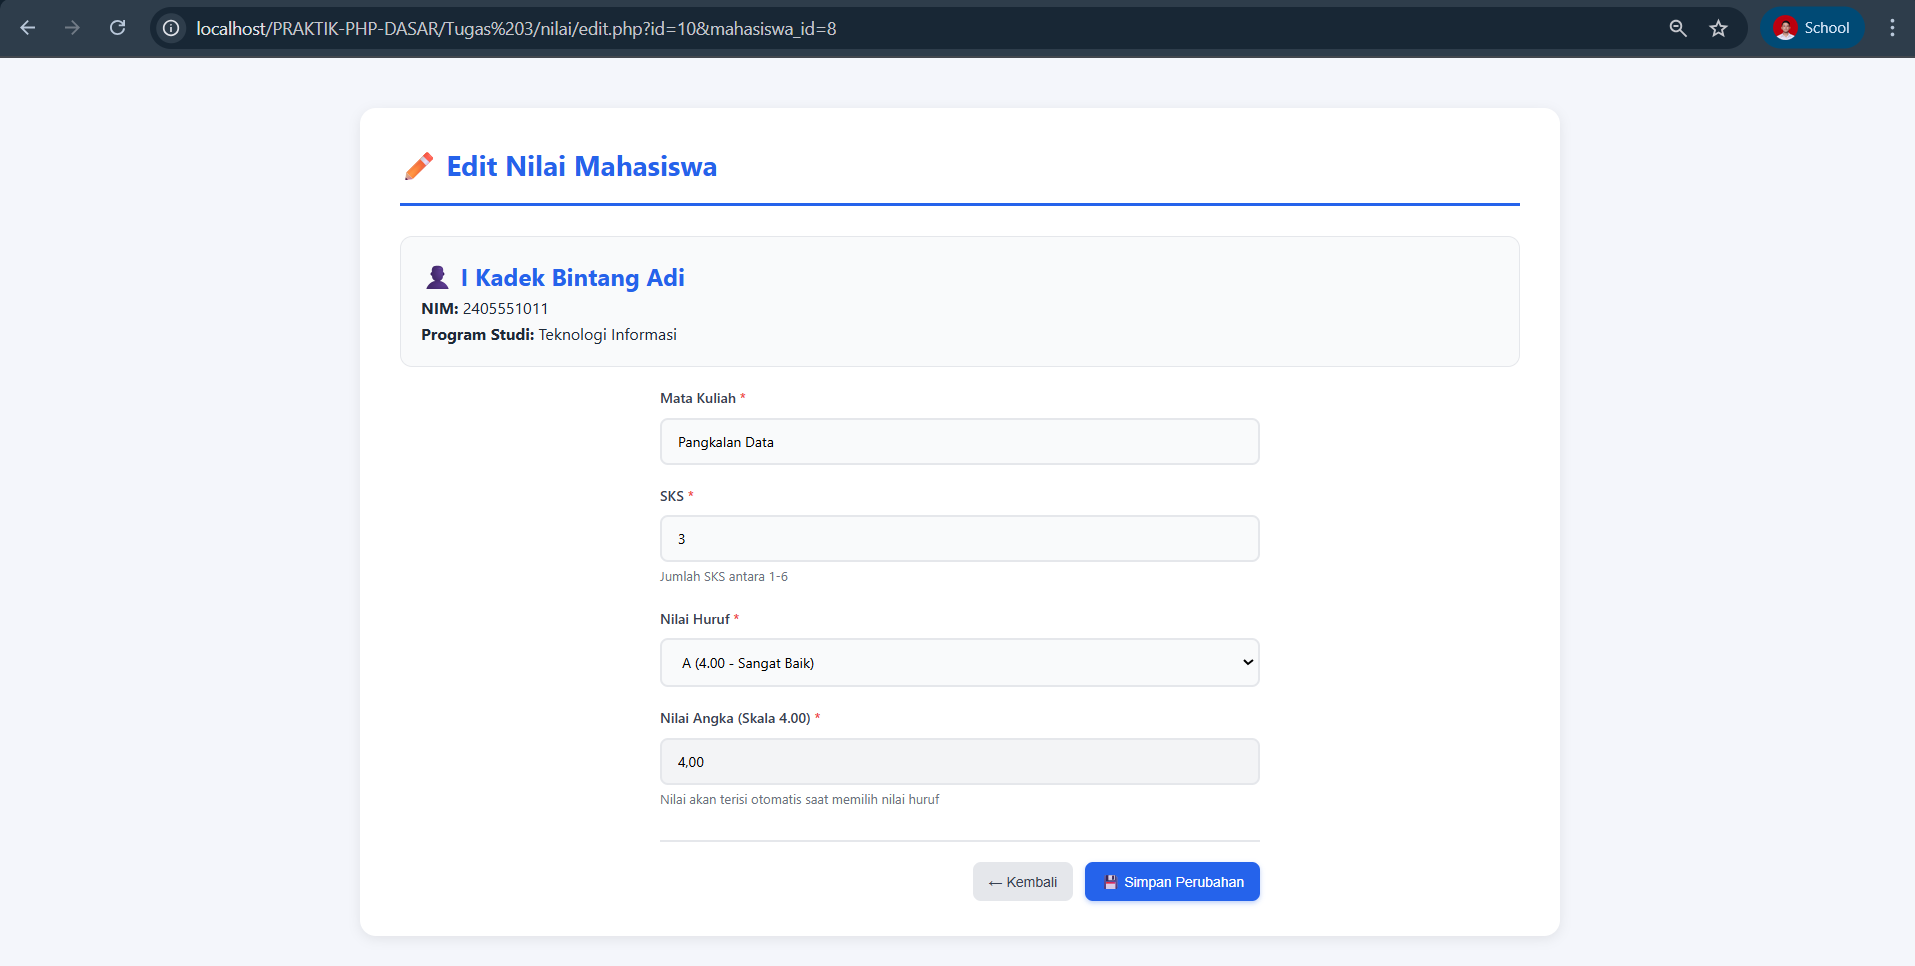 localhost/PRAKTIK-PHP-DASAR/Tugas%203/nilai/edit.php?id=10&mahasiswa_id=8
School
Edit Nilai Mahasiswa
I Kadek Bintang Adi
NIM: 2405551011
Program Studi: Teknologi Informasi
Mata Kuliah *
Pangkalan Data
SKS *
3
Jumlah SKS antara 1-6
Nilai Huruf *
A (4.00 - Sangat Baik)
Nilai Angka (Skala 4.00) *
4,00
Nilai akan terisi otomatis saat memilih nilai huruf
← Kembali
Simpan Perubahan